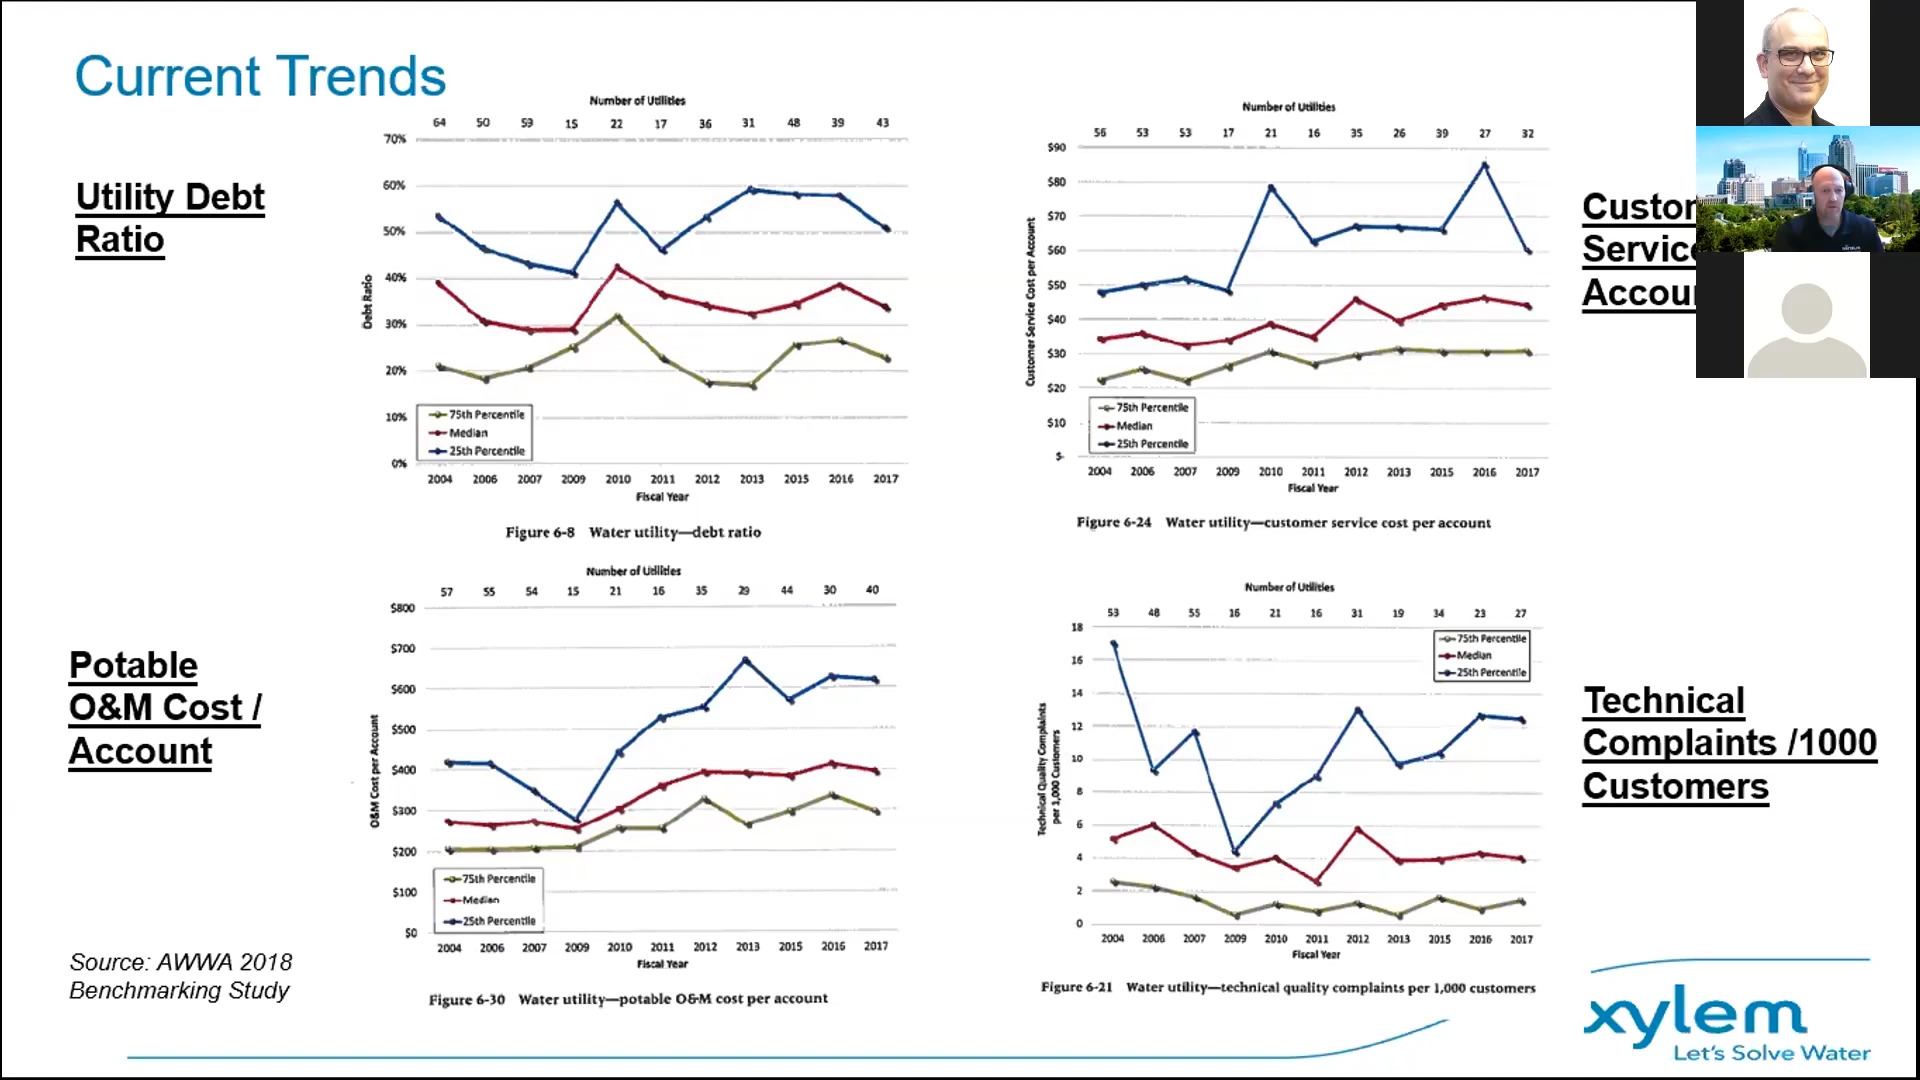 Current Trends
Utility Debt
Ratio
Number of Utilities
64 50 59 15 22 17 36 31 48 39 43
70%
60%
50%
40%
30%
20%
10%
0%
Debt Ratio
75th Percentile
Median
25th Percentile
2004 2006 2007 2009 2010 2011 2012 2013 2015 2016 2017
Fiscal Year
Figure 6-8 Water utility—debt ratio
Number of Utilities
56 53 53 17 21 16 35 26 39 27 32
$90
$80
$70
$60
$50
$40
$30
$20
$10
$-
Customer Service Cost per Account
75th Percentile
Median
25th Percentile
2004 2006 2007 2009 2010 2011 2012 2013 2015 2016 2017
Fiscal Year
Figure 6-24 Water utility—customer service cost per account
Custo
Servic
Accou
Potable
O&M Cost /
Account
Number of Utilities
57 55 54 15 21 16 35 29 44 30 40
$800
$700
$600
$500
$400
$300
$200
$100
$0
O&M Cost per Account
75th Percentile
Median
25th Percentile
2004 2006 2007 2009 2010 2011 2012 2013 2015 2016 2017
Fiscal Year
Figure 6-30 Water utility—potable O&M cost per account
Number of Utilities
53 48 55 16 21 16 31 19 34 23 27
18
16
14
12
10
8
6
4
2
0
Technical Quality Complaints
per 1,000 Customers
75th Percentile
Median
25th Percentile
2004 2006 2007 2009 2010 2011 2012 2013 2015 2016 2017
Fiscal Year
Figure 6-21 Water utility—technical quality complaints per 1,000 customers
Technical
Complaints /1000
Customers
Source: AWWA 2018
Benchmarking Study
xylem
Let's Solve Water